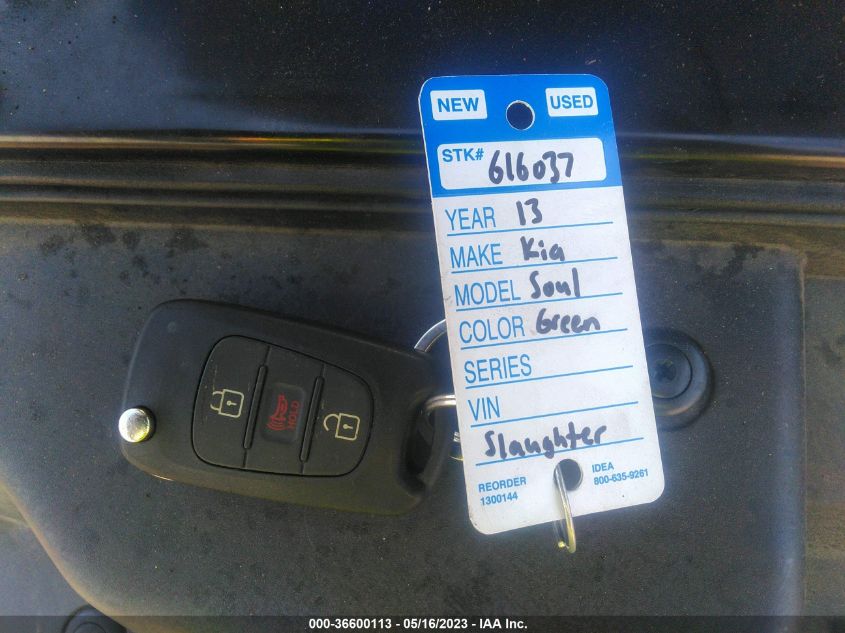 NEW USED
STK# 616037
YEAR 13
MAKE Kia
MODEL Soul
COLOR Green
SERIES
VIN
Slaughter
REORDER
1300144
IDEA
800-635-9261
HOLD
000-36600113 - 05/16/2023 - IAA Inc.